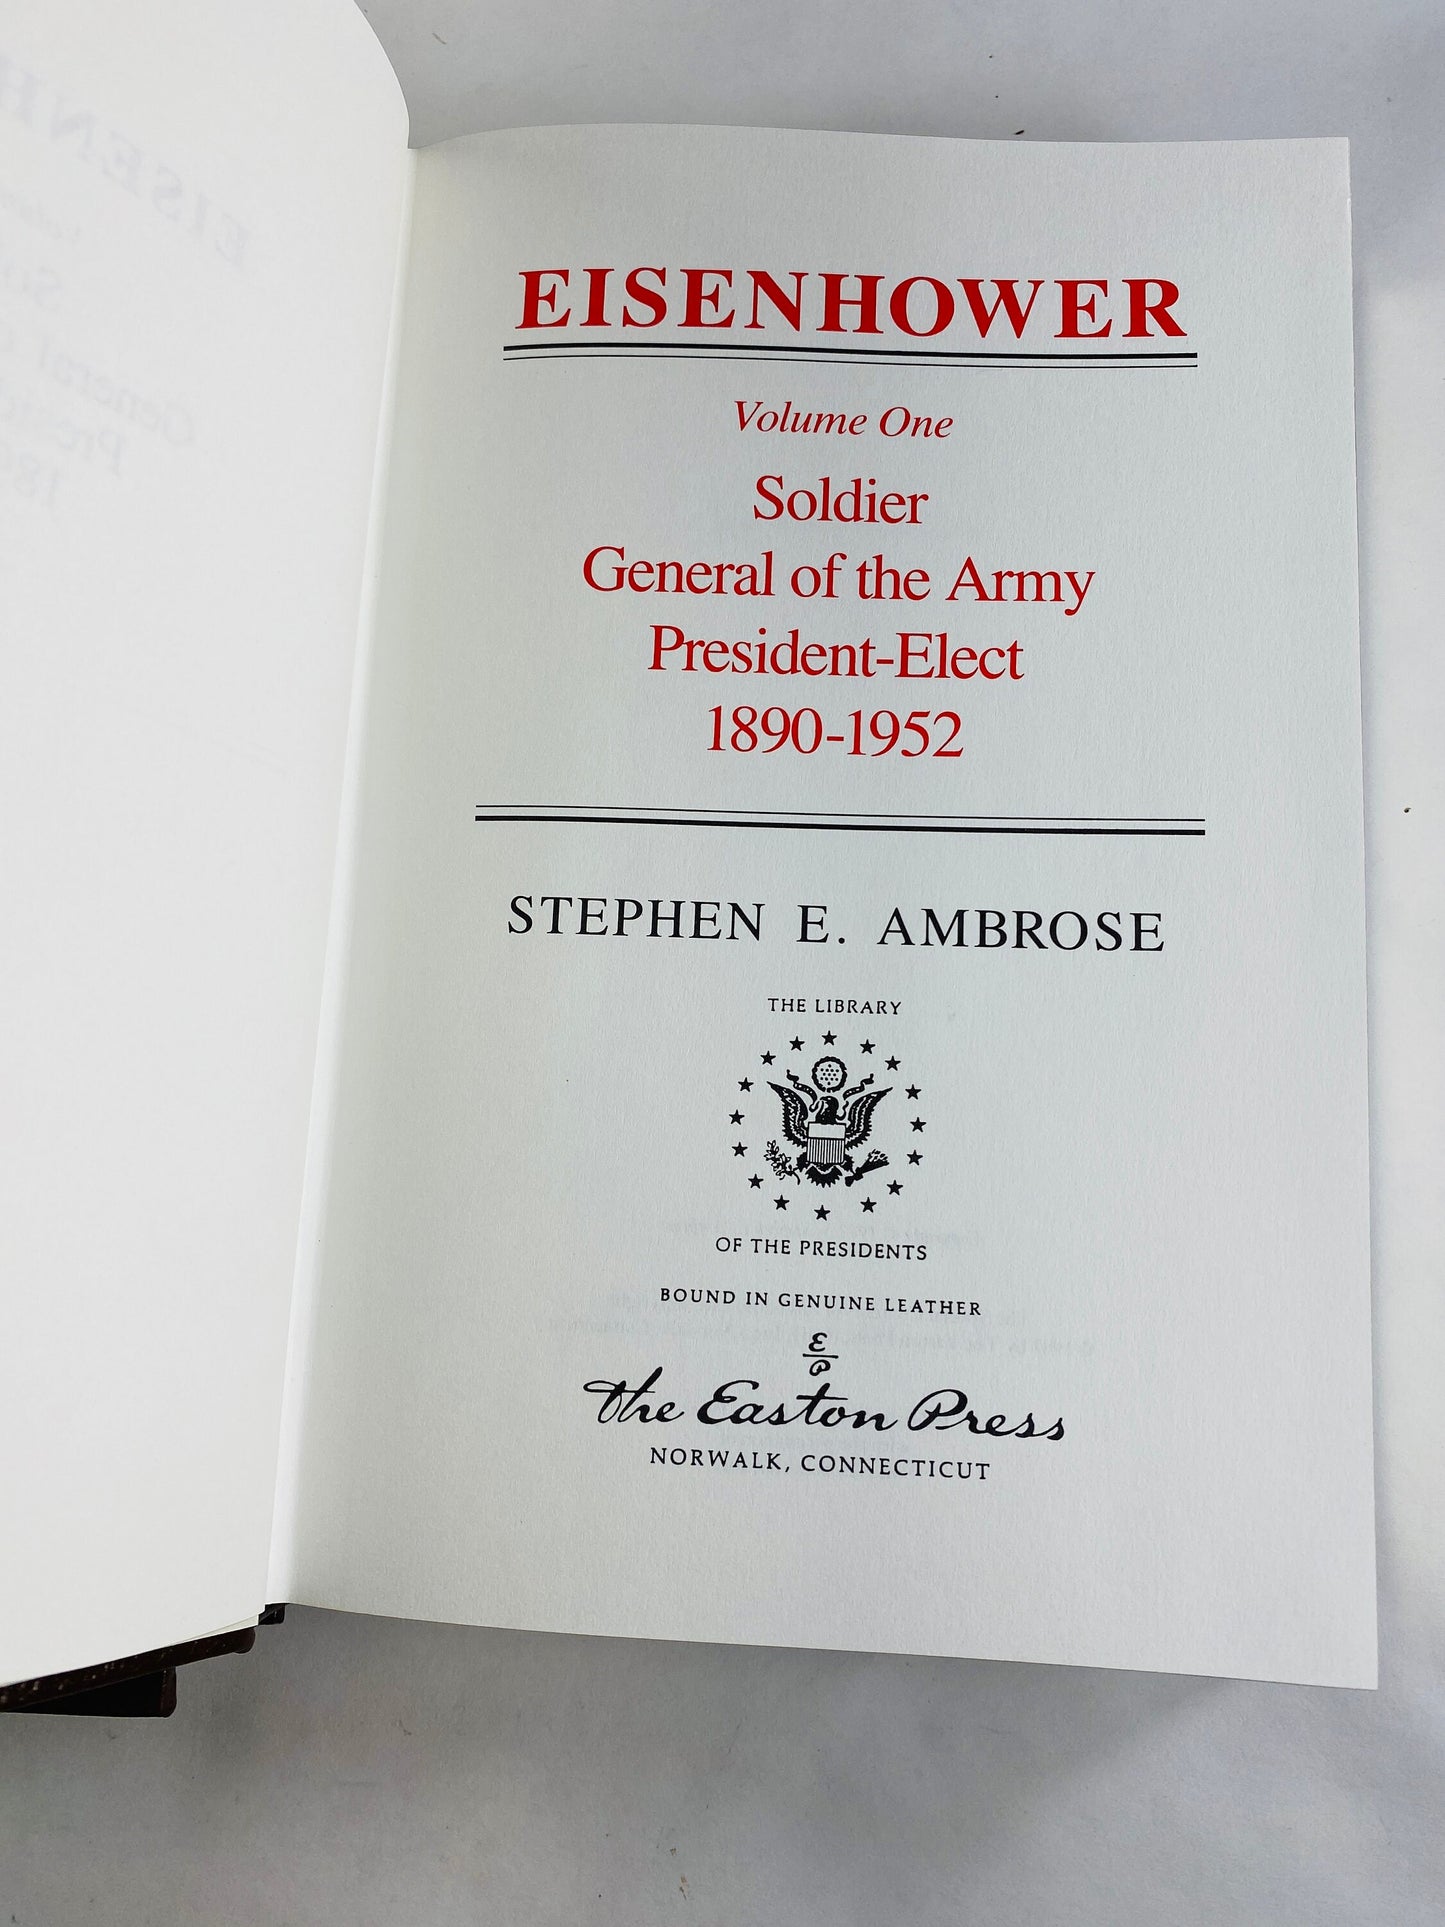 EISENHOWER
Volume One
Soldier
General of the Army
President-Elect
1890-1952
STEPHEN E. AMBROSE
THE LIBRARY
OF THE PRESIDENTS
BOUND IN GENUINE LEATHER
E
P
The Easton Press
NORWALK, CONNECTICUT